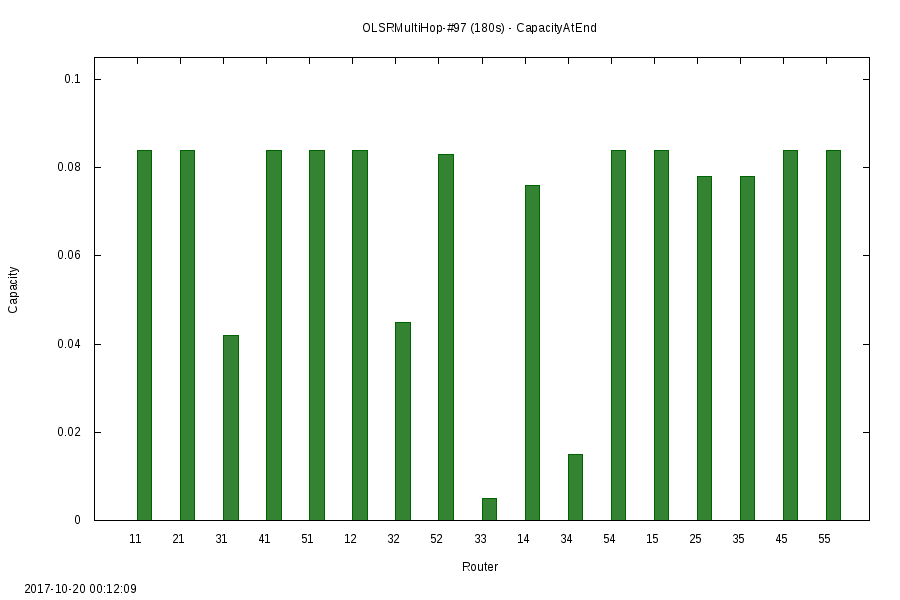 OLSRMultiHop-#97 (180s) - CapacityAtEnd
0.1
0.08
0.06
0.04
0.02
0
Capacity
11 21 31 41 51 12 32 52 33 14 34 54 15 25 35 45 55
Router
2017-10-20 00:12:09